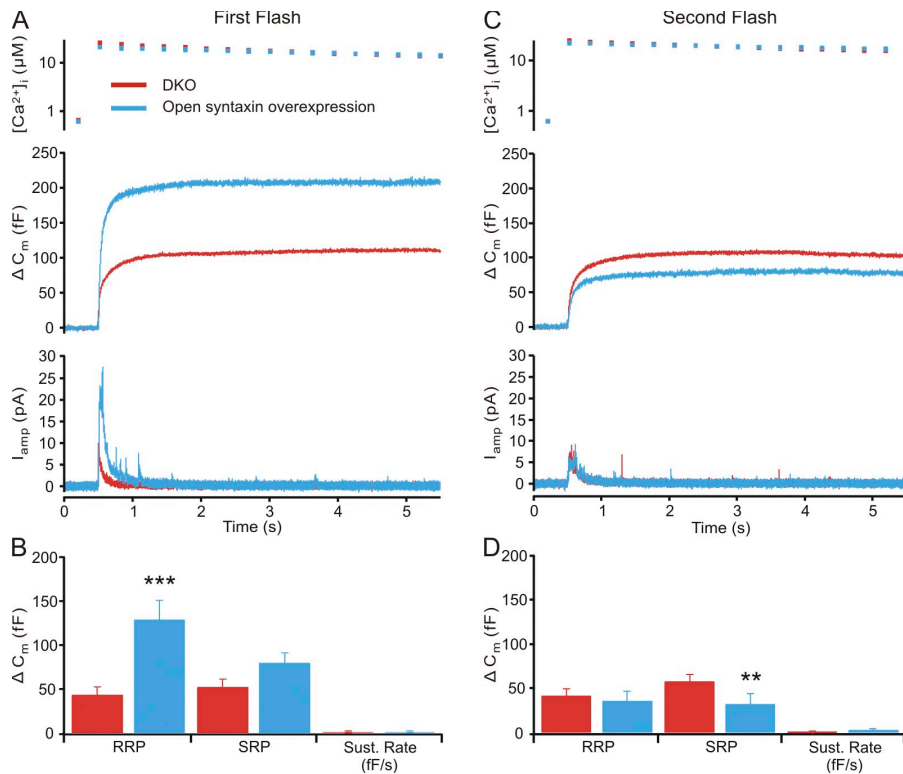 A First Flash
[Ca²⁺]ᵢ (µM)
10
1
DKO
Open syntaxin overexpression
Δ Cₘ (fF)
250
200
150
100
50
0
I_amp (pA)
30
25
20
15
10
5
0
0 1 2 3 4 5
Time (s)
B
Δ Cₘ (fF)
200
150
100
50
0
***
RRP SRP Sust. Rate
(fF/s)
C Second Flash
[Ca²⁺]ᵢ (µM)
10
1
Δ Cₘ (fF)
250
200
150
100
50
0
I_amp (pA)
30
25
20
15
10
5
0
0 1 2 3 4 5
Time (s)
D
Δ Cₘ (fF)
200
150
100
50
0
**
RRP SRP Sust. Rate
(fF/s)